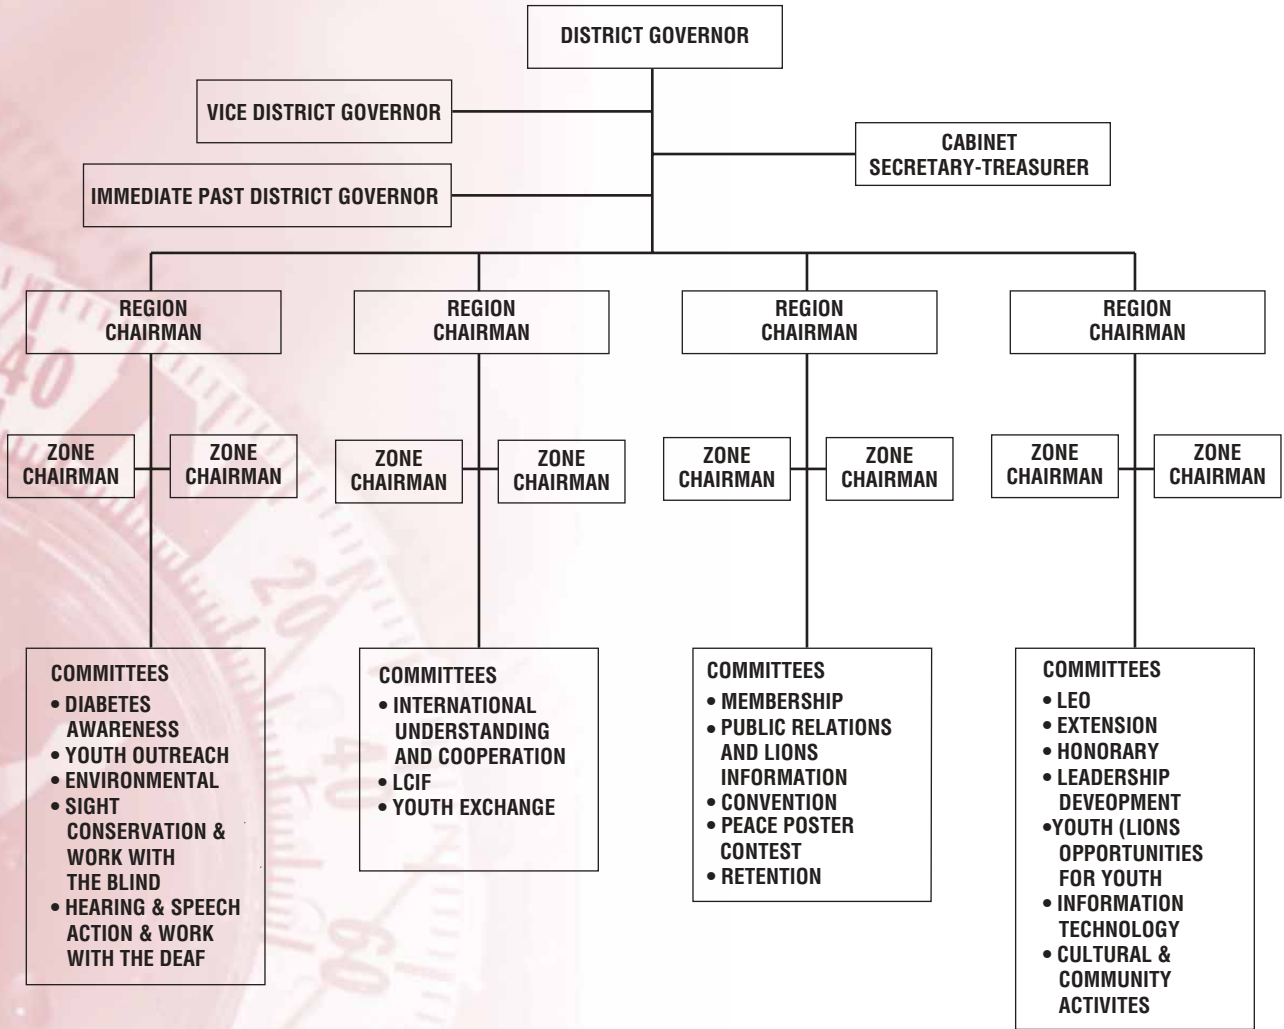 DISTRICT GOVERNOR
VICE DISTRICT GOVERNOR
CABINET
SECRETARY-TREASURER
IMMEDIATE PAST DISTRICT GOVERNOR
REGION
CHAIRMAN
REGION
CHAIRMAN
REGION
CHAIRMAN
REGION
CHAIRMAN
ZONE
CHAIRMAN
ZONE
CHAIRMAN
ZONE
CHAIRMAN
ZONE
CHAIRMAN
ZONE
CHAIRMAN
ZONE
CHAIRMAN
ZONE
CHAIRMAN
ZONE
CHAIRMAN
COMMITTEES
• DIABETES
AWARENESS
• YOUTH OUTREACH
• ENVIRONMENTAL
• SIGHT
CONSERVATION &
WORK WITH
THE BLIND
• HEARING & SPEECH
ACTION & WORK
WITH THE DEAF
COMMITTEES
• INTERNATIONAL
UNDERSTANDING
AND COOPERATION
• LCIF
• YOUTH EXCHANGE
COMMITTEES
• MEMBERSHIP
• PUBLIC RELATIONS
AND LIONS
INFORMATION
• CONVENTION
• PEACE POSTER
CONTEST
• RETENTION
COMMITTEES
• LEO
• EXTENSION
• HONORARY
• LEADERSHIP
DEVEOPMENT
•YOUTH (LIONS
OPPORTUNITIES
FOR YOUTH
• INFORMATION
TECHNOLOGY
• CULTURAL &
COMMUNITY
ACTIVITES
40
20
40
60